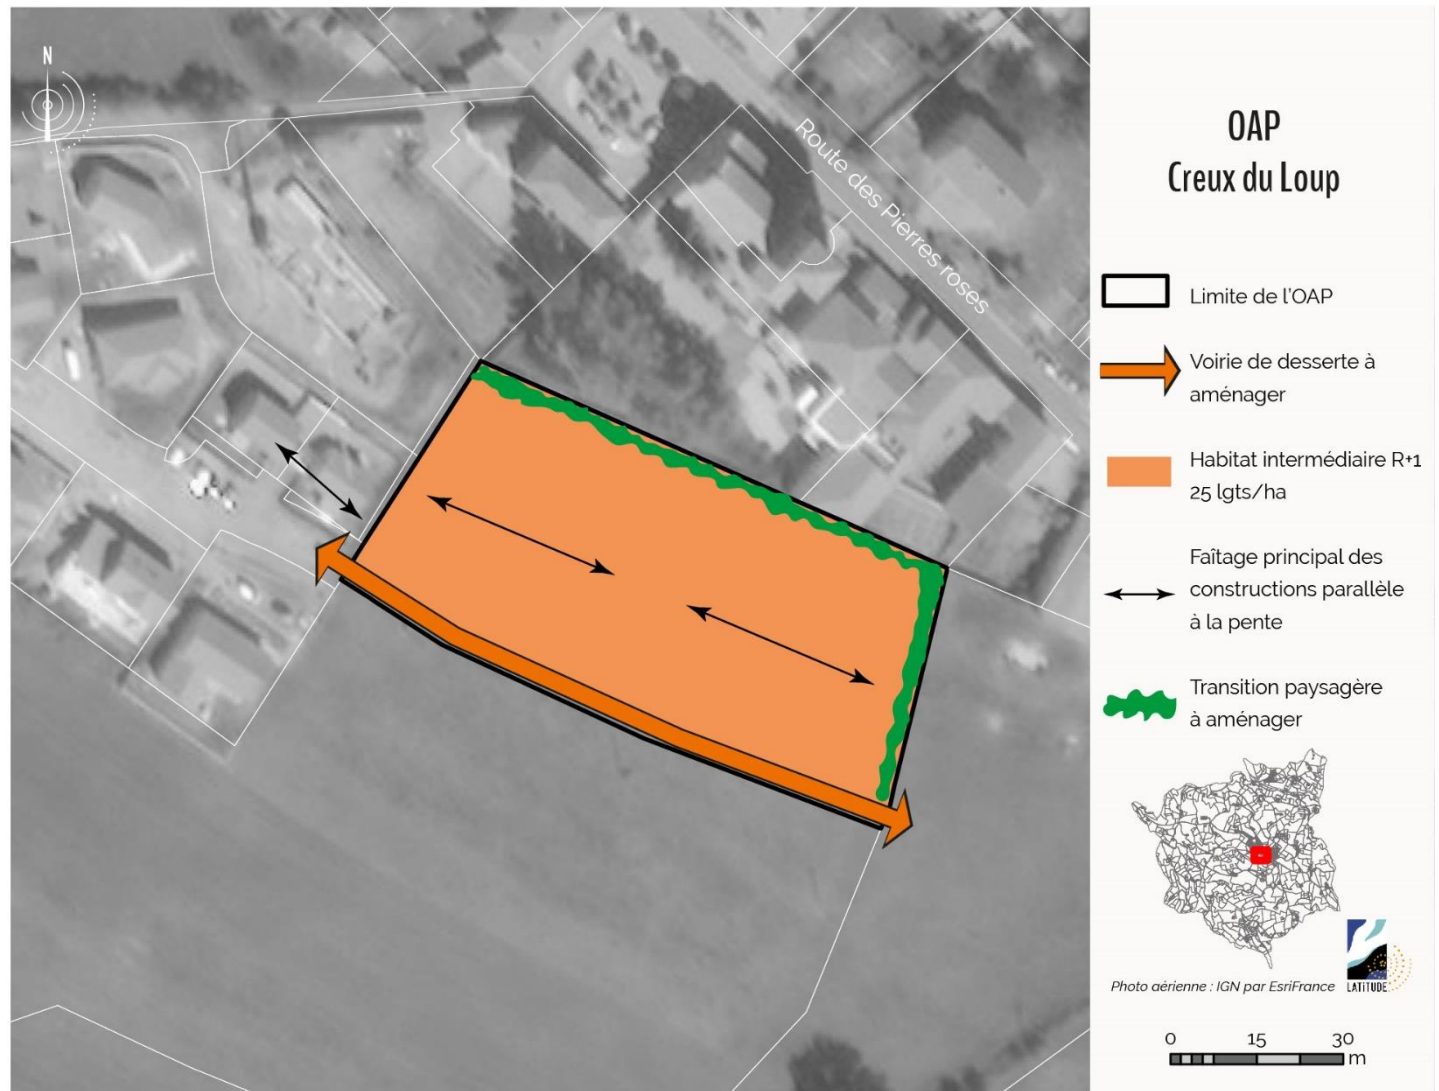 N
Route des Pierres roses
OAP
Creux du Loup
Limite de l'OAP
Voirie de desserte à
aménager
Habitat intermédiaire R+1
25 lgts/ha
Faîtage principal des
constructions parallèle
à la pente
Transition paysagère
à aménager
Photo aérienne : IGN par EsriFrance
LATITUDE
0 15 30
m